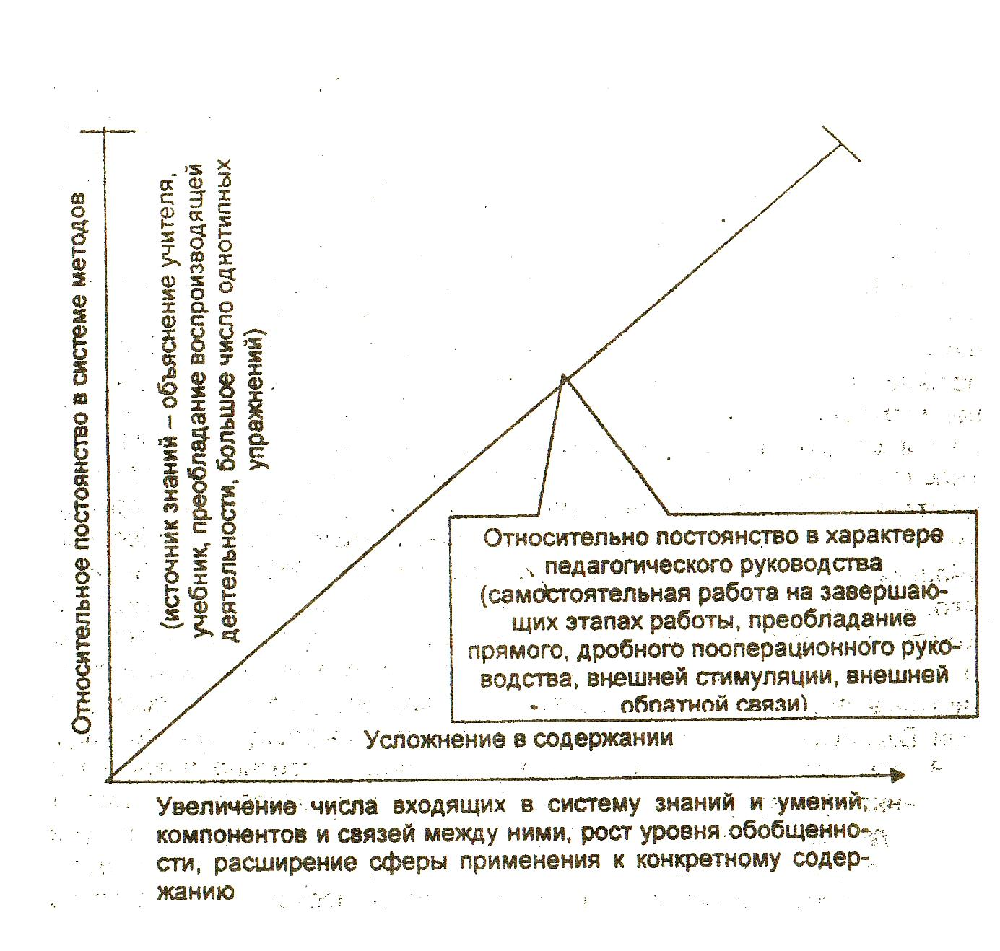 Относительное постоянство в системе методов
(источник знаний – объяснение учителя,
учебник, преобладание воспроизводящей
деятельности, большое число однотипных
упражнений)
Относительно постоянство в характере
педагогического руководства
(самостоятельная работа на завершаю-
щих этапах работы, преобладание
прямого, дробного пооперационного руко-
водства, внешней стимуляции, внешней
обратной связи)
Усложнение в содержании
Увеличение числа входящих в систему знаний и умений,
компонентов и связей между ними, рост уровня обобщенно-
сти, расширение сферы применения к конкретному содер-
жанию